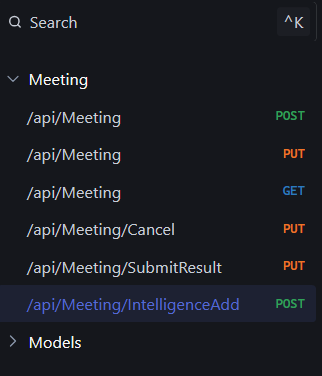 Search ^K
Meeting
/api/Meeting POST
/api/Meeting PUT
/api/Meeting GET
/api/Meeting/Cancel PUT
/api/Meeting/SubmitResult PUT
/api/Meeting/IntelligenceAdd POST
Models